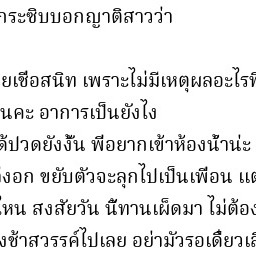 กระซิบบอกญาติสาวว่า
ยเชื่อสนิท เพราะไม่มีเหตุผลอะไรที
นคะ อาการเป็นยังไง
ด้ปวดยังงั้น พี่อยากเข้าห้องน้ำน่ะ
งอก ขยับตัวจะลุกไปเป็นเพื่อน แต
ไหน สงสัยวัน นี้ทานเผ็ดมา ไม่ต้อง
งช้าสวรรค์ไปเลย อย่ามัวรอเดี๋ยวเสี